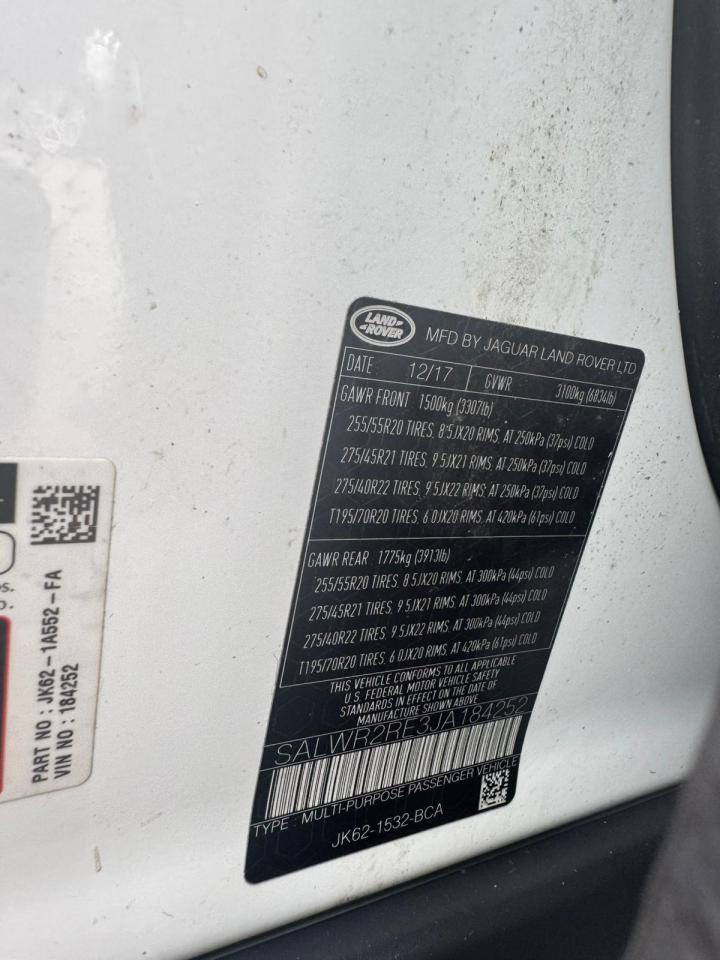 LAND ROVER
MFD BY JAGUAR LAND ROVER LTD
DATE: 12/17 GVWR 3100kg (6834lb)
GAWR FRONT 1500kg (3307lb)
255/55R20 TIRES, 8.5JX20 RIMS, AT 250kPa (37psi) COLD
275/45R21 TIRES, 9.5JX21 RIMS, AT 250kPa (37psi) COLD
275/40R22 TIRES, 9.5JX22 RIMS, AT 250kPa (37psi) COLD
T195/70R20 TIRES, 6.0JX20 RIMS, AT 420kPa (61psi) COLD
GAWR REAR 1775kg (3913lb)
255/55R20 TIRES, 8.5JX20 RIMS, AT 300kPa (44psi) COLD
275/45R21 TIRES, 9.5JX21 RIMS, AT 300kPa (44psi) COLD
275/40R22 TIRES, 9.5JX22 RIMS, AT 300kPa (44psi) COLD
T195/70R20 TIRES, 6.0JX20 RIMS, AT 420kPa (61psi) COLD
THIS VEHICLE CONFORMS TO ALL APPLICABLE
U.S. FEDERAL MOTOR VEHICLE SAFETY
STANDARDS IN EFFECT ON THE DATE OF
MANUFACTURE SHOWN ABOVE
SALWR2RE3JA184252
TYPE: MULTI-PURPOSE PASSENGER VEHICLE
JK62-1532-BCA
PART NO : JK62-1A552-FA
VIN NO : 184252